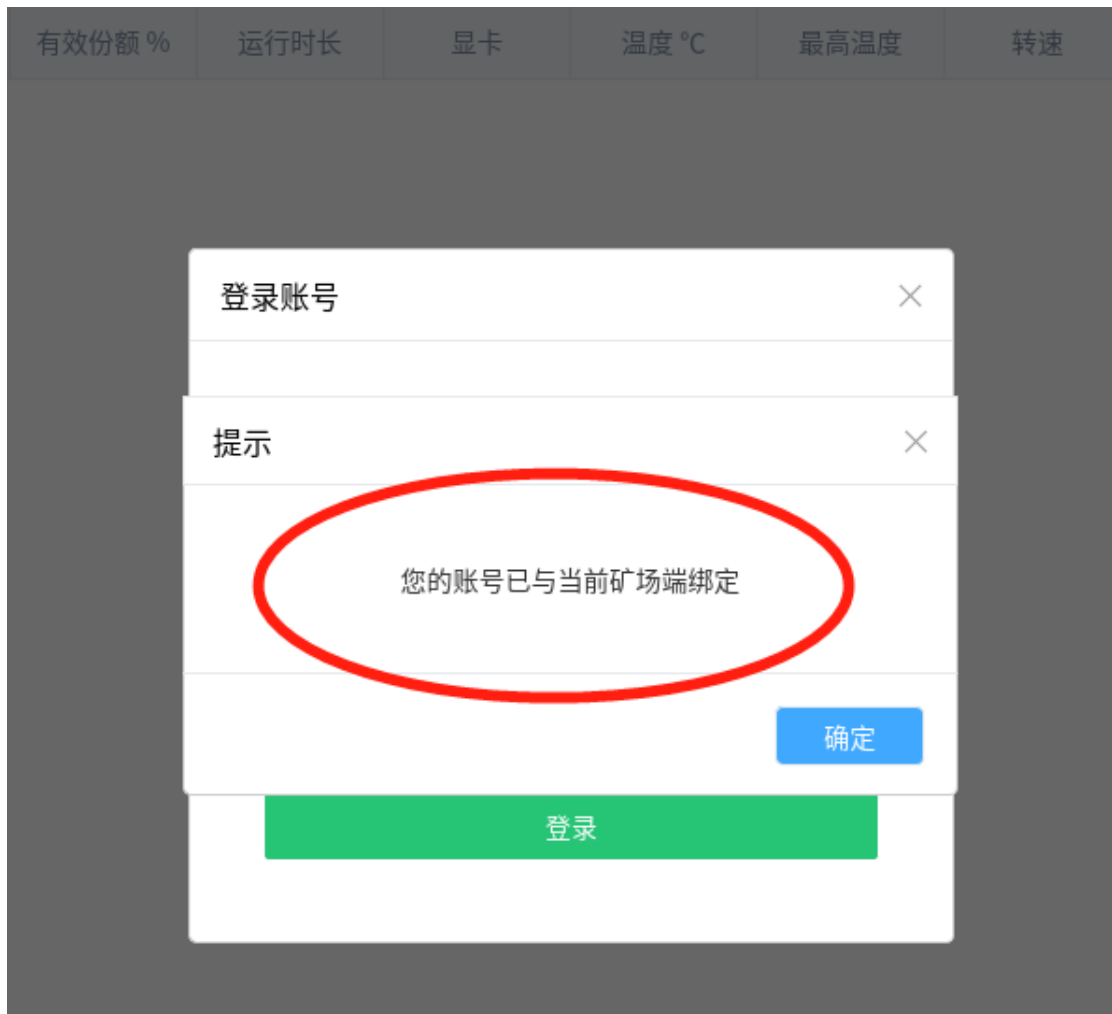 有效份额 % 运行时长 显卡 温度 ℃ 最高温度 转速
登录账号
提示
您的账号已与当前矿场端绑定
确定
登录